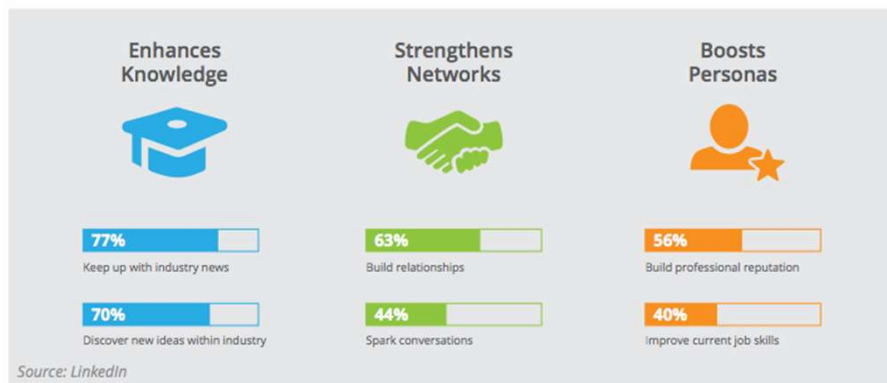 Enhances
Knowledge
Strengthens
Networks
Boosts
Personas
77%
Keep up with industry news
63%
Build relationships
56%
Build professional reputation
70%
Discover new ideas within industry
44%
Spark conversations
40%
Improve current job skills
Source: LinkedIn